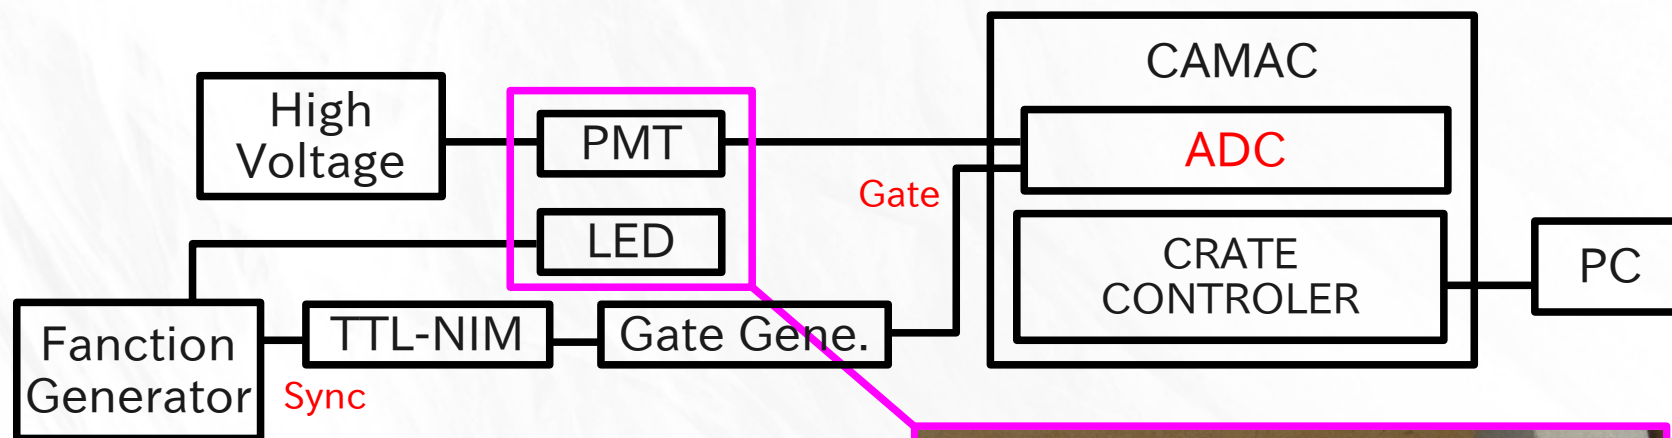 CAMAC
High
Voltage
PMT
ADC
Gate
LED
CRATE
CONTROLER
PC
Fanction
Generator
TTL-NIM
Gate Gene.
Sync